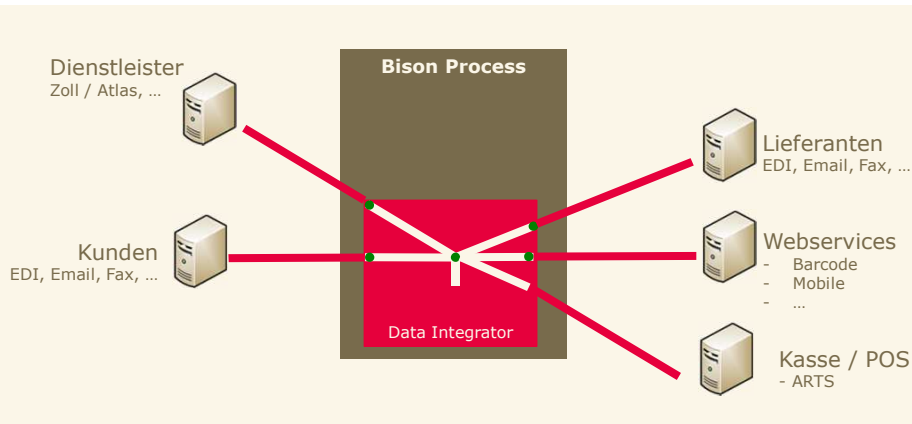 Dienstleister
Zoll / Atlas, …
Kunden
EDI, Email, Fax, …
Bison Process
Data Integrator
Lieferanten
EDI, Email, Fax, …
Webservices
- Barcode
- Mobile
- …
Kasse / POS
- ARTS